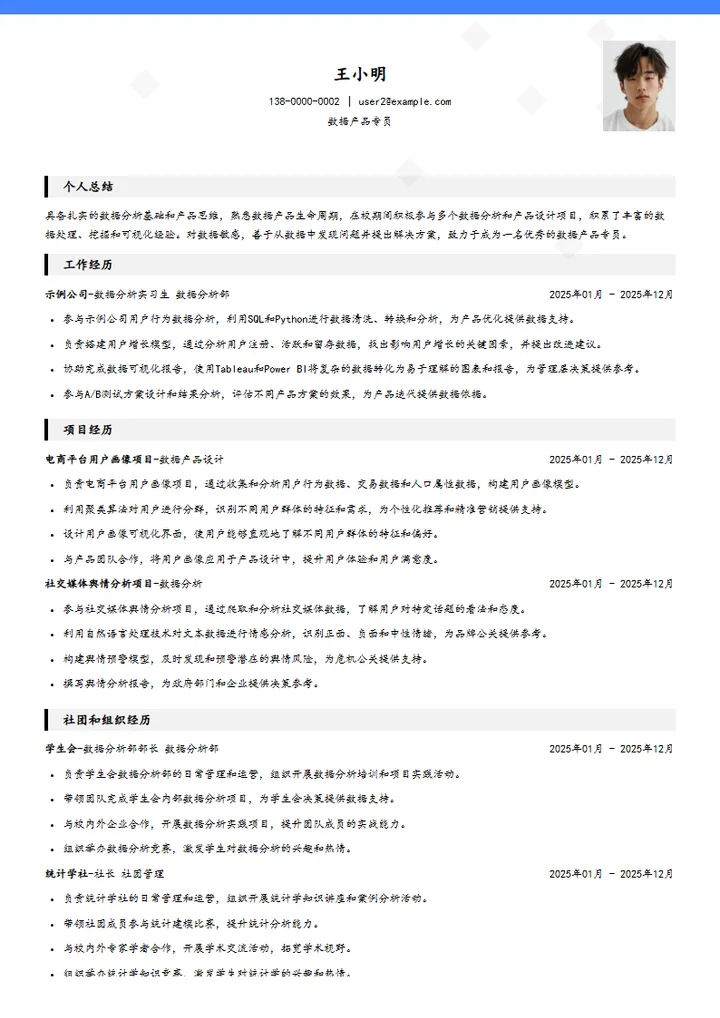 王小明
138-0000-0002 | user2@example.com
数据产品专员
个人总结
具备扎实的数据分析基础和产品思维，熟悉数据产品生命周期，在校期间积极参与多个数据分析和产品设计项目，积累了丰富的数
据处理、挖掘和可视化经验。对数据敏感，善于从数据中发现问题并提出解决方案，致力于成为一名优秀的数据产品专员。
工作经历
示例公司-数据分析实习生 数据分析部 2025年01月 - 2025年12月
• 参与示例公司用户行为数据分析，利用SQL和Python进行数据清洗、转换和分析，为产品优化提供数据支持。
• 负责搭建用户增长模型，通过分析用户注册、活跃和留存数据，找出影响用户增长的关键因素，并提出改进建议。
• 协助完成数据可视化报告，使用Tableau和Power BI将复杂的数据转化为易于理解的图表和报告，为管理层决策提供参考。
• 参与A/B测试方案设计和结果分析，评估不同产品方案的效果，为产品迭代提供数据依据。
项目经历
电商平台用户画像项目-数据产品设计 2025年01月 - 2025年12月
• 负责电商平台用户画像项目，通过收集和分析用户行为数据、交易数据和人口属性数据，构建用户画像模型。
• 利用聚类算法对用户进行分群，识别不同用户群体的特征和需求，为个性化推荐和精准营销提供支持。
• 设计用户画像可视化界面，使用户能够直观地了解不同用户群体的特征和偏好。
• 与产品团队合作，将用户画像应用于产品设计中，提升用户体验和用户满意度。
社交媒体舆情分析项目-数据分析 2025年01月 - 2025年12月
• 参与社交媒体舆情分析项目，通过爬取和分析社交媒体数据，了解用户对特定话题的看法和态度。
• 利用自然语言处理技术对文本数据进行情感分析，识别正面、负面和中性情绪，为品牌公关提供参考。
• 构建舆情预警模型，及时发现和预警潜在的舆情风险，为危机公关提供支持。
• 撰写舆情分析报告，为政府部门和企业提供决策参考。
社团和组织经历
学生会-数据分析部部长 数据分析部 2025年01月 - 2025年12月
• 负责学生会数据分析部的日常管理和运营，组织开展数据分析培训和项目实践活动。
• 带领团队完成学生会内部数据分析项目，为学生会决策提供数据支持。
• 与校内外企业合作，开展数据分析实践项目，提升团队成员的实战能力。
• 组织举办数据分析竞赛，激发学生对数据分析的兴趣和热情。
统计学社-社长 社团管理 2025年01月 - 2025年12月
• 负责统计学社的日常管理和运营，组织开展统计学知识讲座和案例分析活动。
• 带领社团成员参与统计建模比赛，提升统计分析能力。
• 与校内外专家学者合作，开展学术交流活动，拓宽学术视野。
• 组织举办统计学知识竞赛，激发学生对统计学的兴趣和热情。